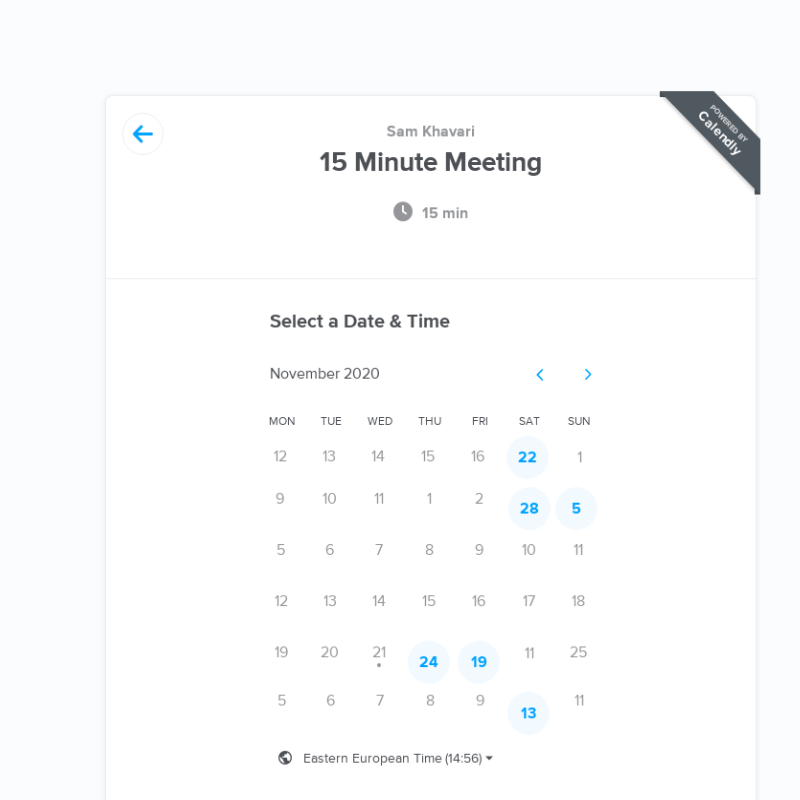 POWERED BY
Calendly
Sam Khavari
15 Minute Meeting
15 min
Select a Date & Time
November 2020
MON TUE WED THU FRI SAT SUN
12 13 14 15 16 22 1
9 10 11 1 2 28 5
5 6 7 8 9 10 11
12 13 14 15 16 17 18
19 20 21 24 19 11 25
5 6 7 8 9 13 11
Eastern European Time (14:56)